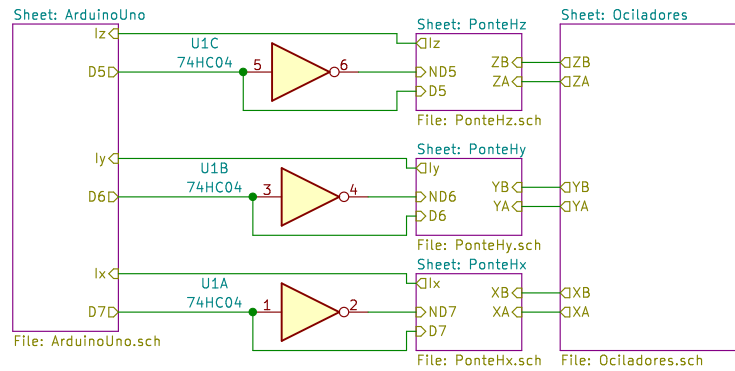 Sheet: ArduinoUno
Iz
D5
Iy
D6
Ix
D7
File: ArduinoUno.sch
U1C
74HC04
5
6
U1B
74HC04
3
4
U1A
74HC04
1
2
Sheet: PonteHz
Iz
ND5
D5
ZB
ZA
File: PonteHz.sch
Sheet: PonteHy
Iy
ND6
D6
YB
YA
File: PonteHy.sch
Sheet: PonteHx
Ix
ND7
D7
XB
XA
File: PonteHx.sch
Sheet: Ociladores
ZB
ZA
YB
YA
XB
XA
File: Ociladores.sch